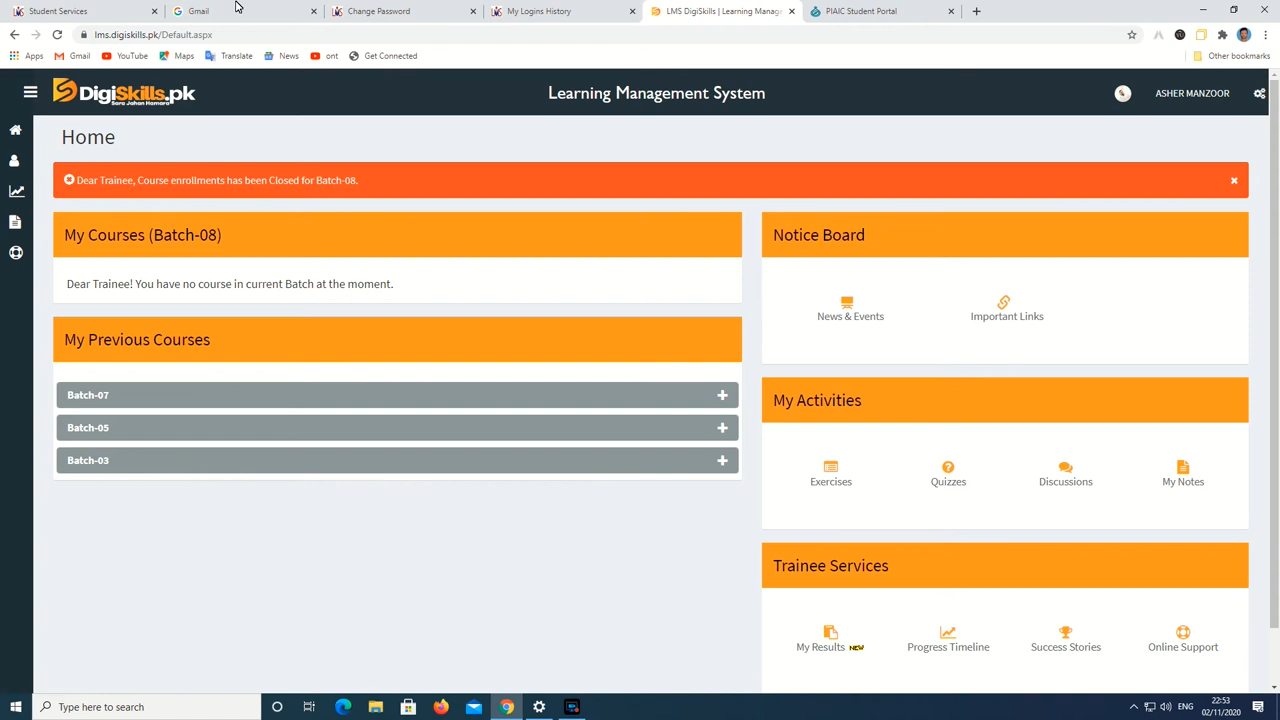 Student Services
Gmail
Change Password
My Logins History
LMS DigiSkills | Learning Manage
PIAIC Student Portal
lms.digiskills.pk/Default.aspx
Apps
Gmail
YouTube
Maps
Translate
News
ont
Get Connected
Other bookmarks
DigiSkills.pk
Sara Jahan Hamara
Learning Management System
ASHER MANZOOR
Home
Dear Trainee, Course enrollments has been Closed for Batch-08.
My Courses (Batch-08)
Dear Trainee! You have no course in current Batch at the moment.
My Previous Courses
Batch-07
Batch-05
Batch-03
Notice Board
News & Events
Important Links
My Activities
Exercises
Quizzes
Discussions
My Notes
Trainee Services
My Results NEW
Progress Timeline
Success Stories
Online Support
Type here to search
ENG
22:53
02/11/2020